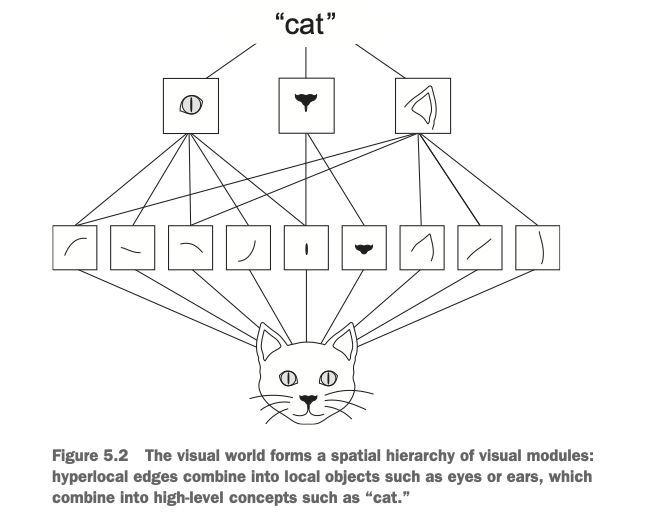 “cat”
Figure 5.2 The visual world forms a spatial hierarchy of visual modules:
hyperlocal edges combine into local objects such as eyes or ears, which
combine into high-level concepts such as “cat.”